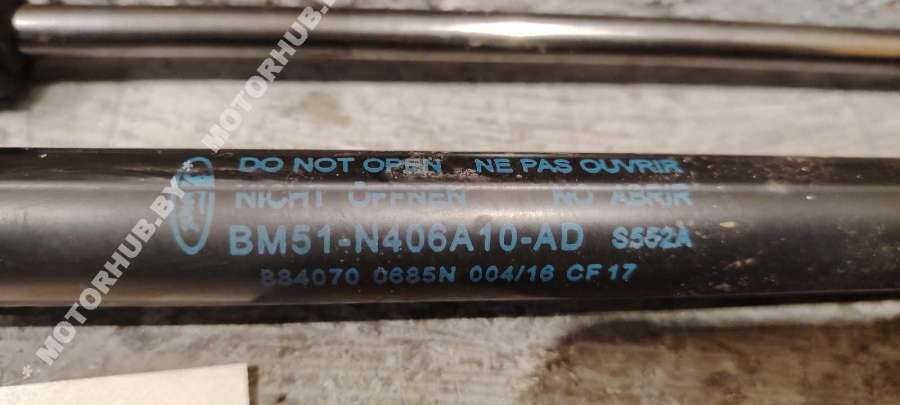 DO NOT OPEN NE PAS OUVRIR
NICHT ÖFFNEN NO ABRIR
BM51-N406A10-AD S552A
884070 0685N 004/16 CF17
* MOTORHUB.BY * MOTORHUB.BY *